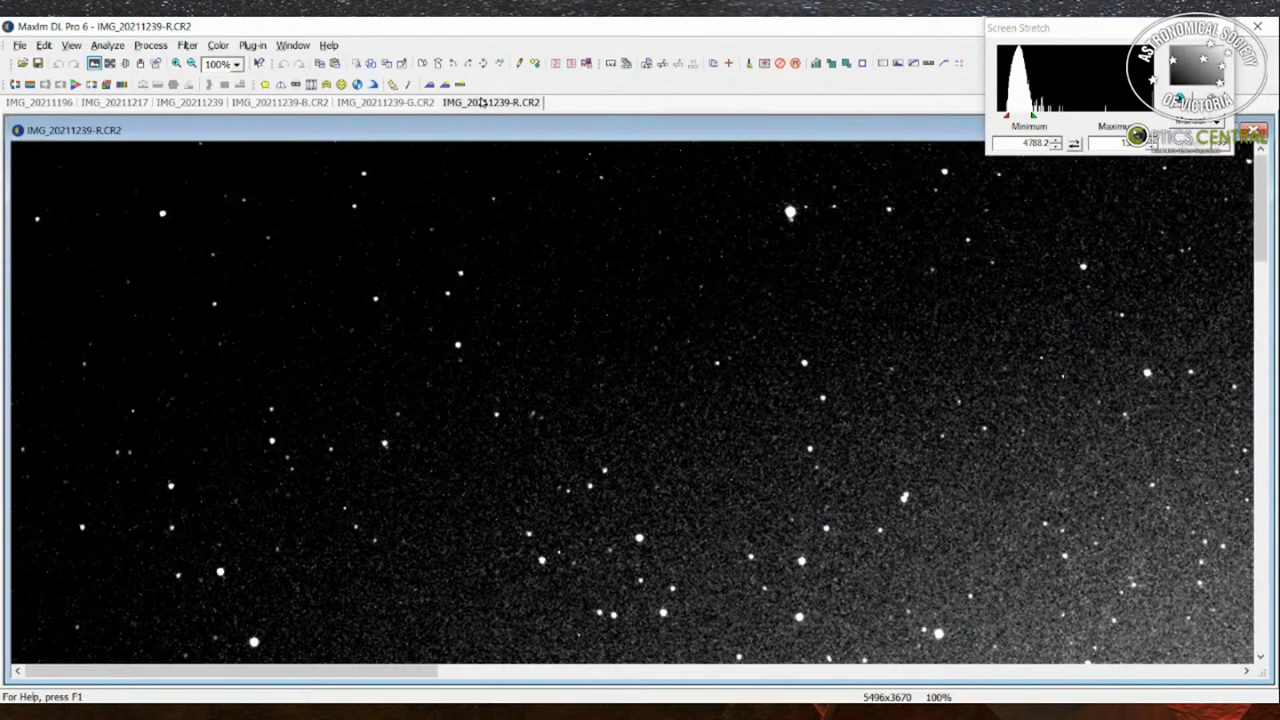 MaxIm DL Pro 6 - IMG_20211239-R.CR2
File Edit View Analyze Process Filter Color Plug-in Window Help
100%
IMG_20211196 IMG_20211217 IMG_20211239 IMG_20211239-B.CR2 IMG_20211239-G.CR2 IMG_20211239-R.CR2
IMG_20211239-R.CR2
Screen Stretch
Minimum
4788.2
ASTRONOMICAL SOCIETY
OF VICTORIA
OPTICS CENTRAL
For Help, press F1
5496x3670 100%